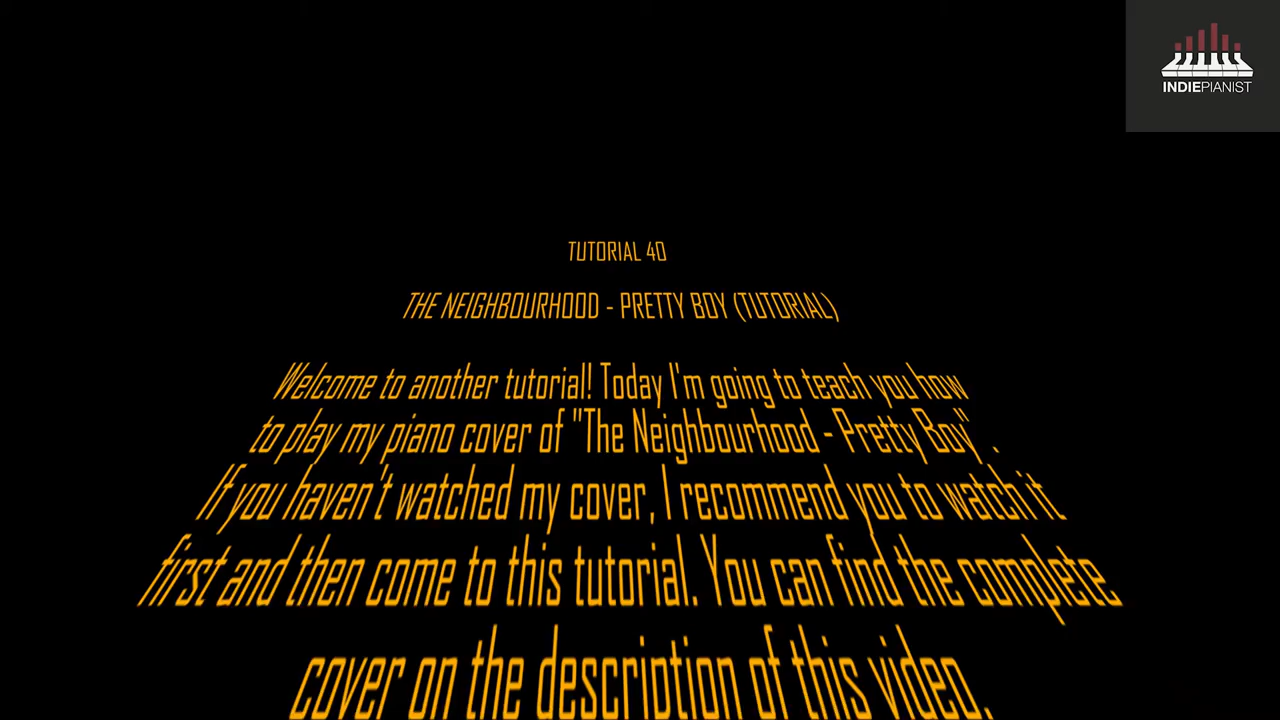 INDIEPIANIST
TUTORIAL 40
THE NEIGHBOURHOOD - PRETTY BOY (TUTORIAL)
Welcome to another tutorial! Today I'm going to teach you how
to play my piano cover of "The Neighbourhood - Pretty Boy" .
If you haven't watched my cover, I recommend you to watch it
first and then come to this tutorial. You can find the complete
cover on the description of this video.